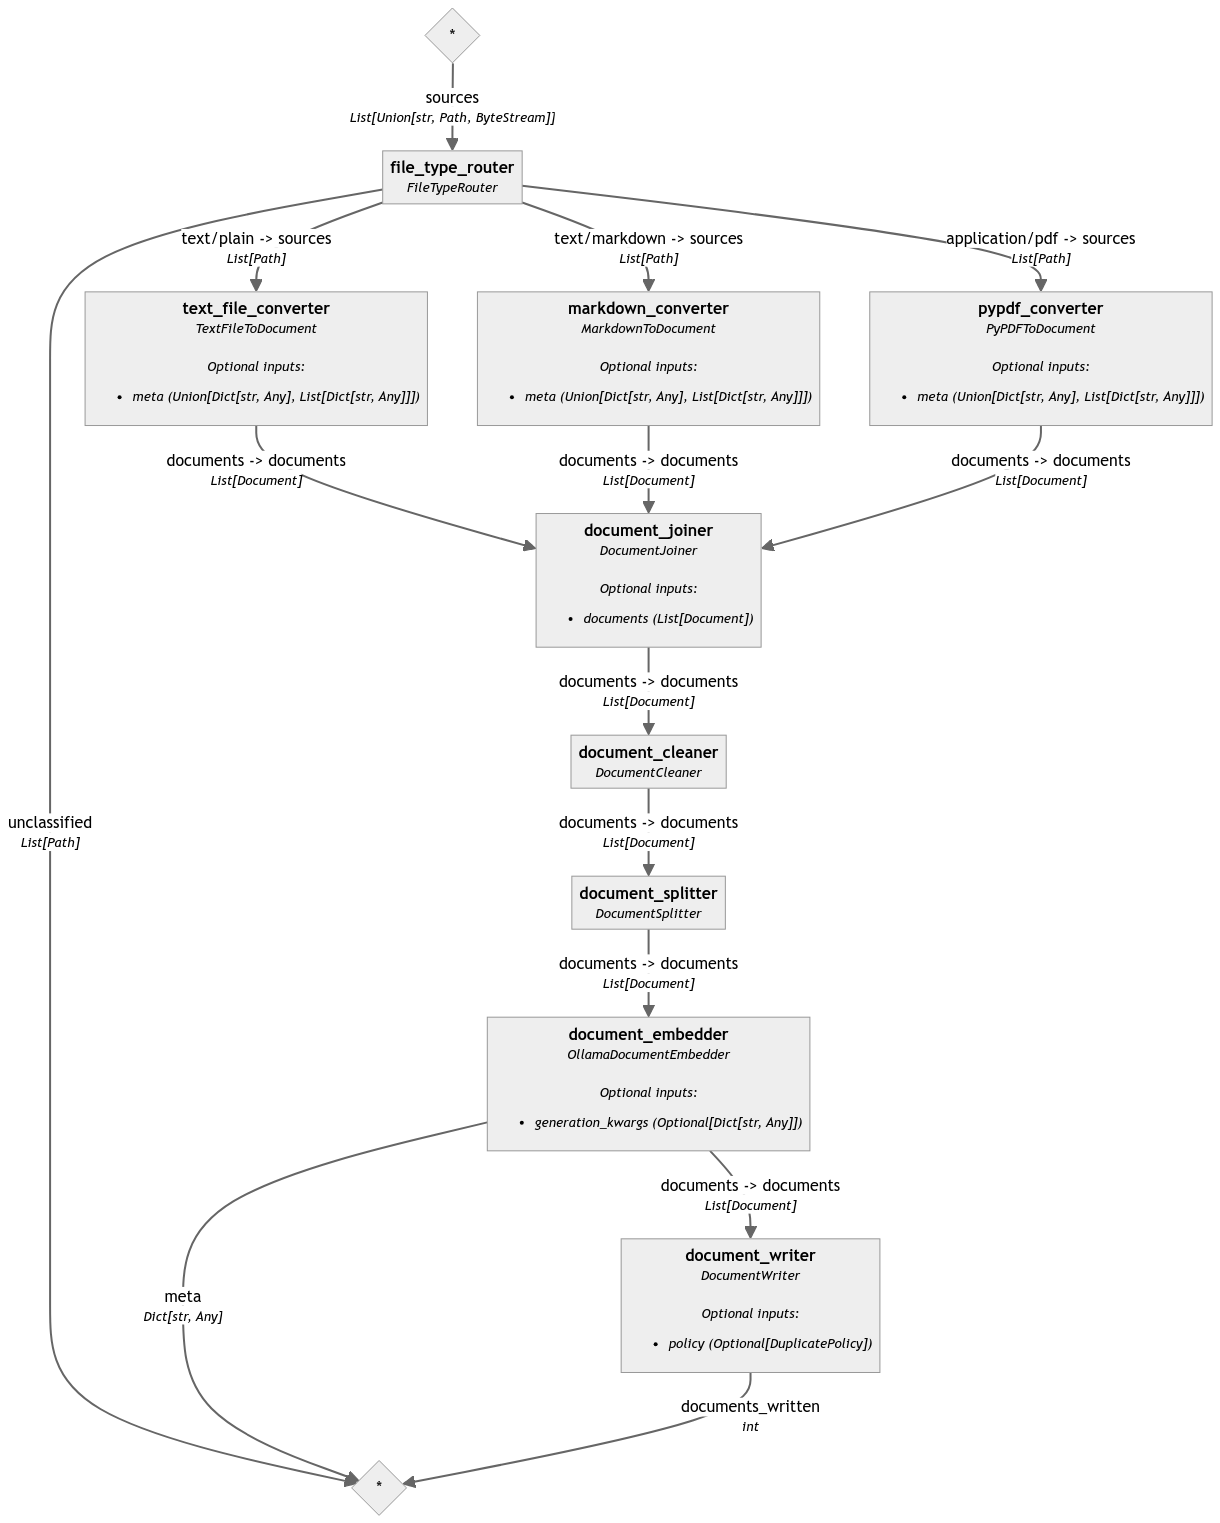 *
sources
List[Union[str, Path, ByteStream]]
file_type_router
FileTypeRouter
text/plain -> sources
List[Path]
text/markdown -> sources
List[Path]
application/pdf -> sources
List[Path]
text_file_converter
TextFileToDocument
Optional inputs:
• meta (Union[Dict[str, Any], List[Dict[str, Any]]])
markdown_converter
MarkdownToDocument
Optional inputs:
• meta (Union[Dict[str, Any], List[Dict[str, Any]]])
pypdf_converter
PyPDFToDocument
Optional inputs:
• meta (Union[Dict[str, Any], List[Dict[str, Any]]])
documents -> documents
List[Document]
documents -> documents
List[Document]
documents -> documents
List[Document]
document_joiner
DocumentJoiner
Optional inputs:
• documents (List[Document])
documents -> documents
List[Document]
document_cleaner
DocumentCleaner
unclassified
List[Path]
documents -> documents
List[Document]
document_splitter
DocumentSplitter
documents -> documents
List[Document]
document_embedder
OllamaDocumentEmbedder
Optional inputs:
• generation_kwargs (Optional[Dict[str, Any]])
documents -> documents
List[Document]
document_writer
DocumentWriter
Optional inputs:
• policy (Optional[DuplicatePolicy])
meta
Dict[str, Any]
documents_written
int
*